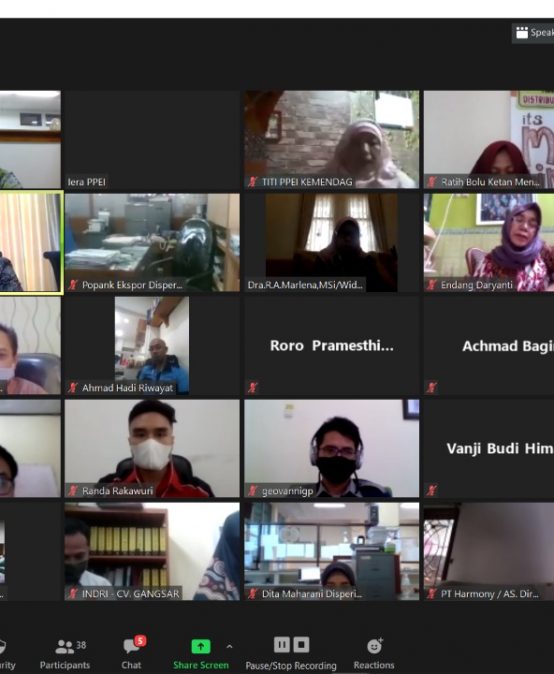 Speak
DISTRIBU
its
lera PPEI
TITI PPEI KEMENDAG
Ratih Bolu Ketan Men...
Popank Ekspor Disper...
Dra.R.A.Marlena,MSi/Wid...
Endang Daryanti
Ahmad Hadi Riwayat
Roro Pramesthi...
Achmad Bagi
Randa Rakawuri
geovannigp
Vanji Budi Him
INDRI - CV. GANGSAR
Dita Maharani Disperi...
PT Harmony / AS. Dir...
urity
Participants
38
Chat
5
Share Screen
Pause/Stop Recording
Reactions